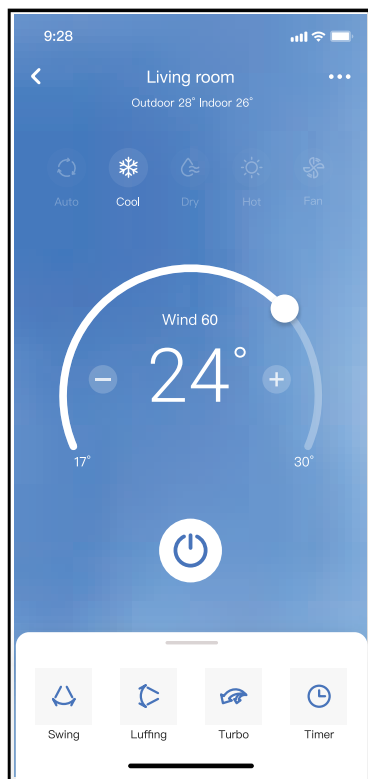 9:28
Living room
Outdoor 28° Indoor 26°
Auto Cool Dry Hot Fan
Wind 60
24°
17° 30°
Swing Luffing Turbo Timer